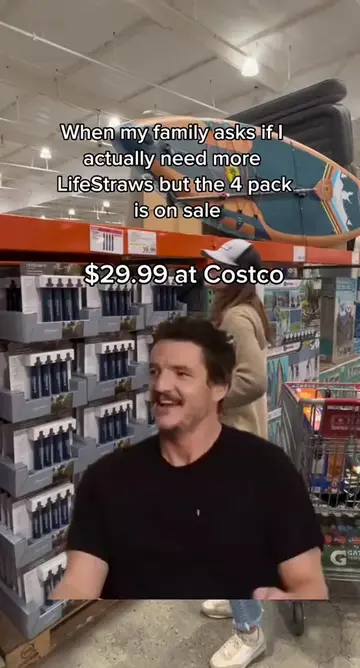 When my family asks if I
actually need more
LifeStraws but the 4 pack
is on sale
$29.99 at Costco